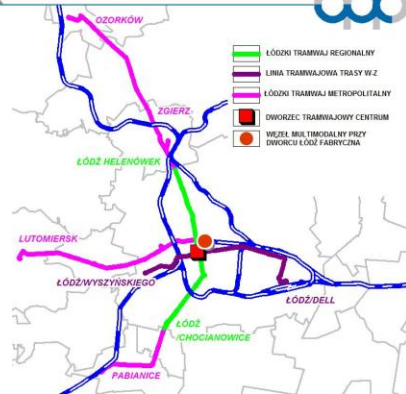 OZORKÓW
ŁÓDZKI TRAMWAJ REGIONALNY
LINIA TRAMWAJOWA TRASY W-Z
ŁÓDZKI TRAMWAJ METROPOLITALNY
DWORZEC TRAMWAJOWY CENTRUM
WĘZEŁ MULTIMODALNY PRZY
DWORCU ŁÓDŹ FABRYCZNA
ZGIERZ
ŁÓDŹ HELENÓWEK
LUTOMIERSK
ŁÓDŹ/WYSZYŃSKIEGO
ŁÓDŹ/DELL
ŁÓDŹ
/CHOCIANOWICE
PABIANICE